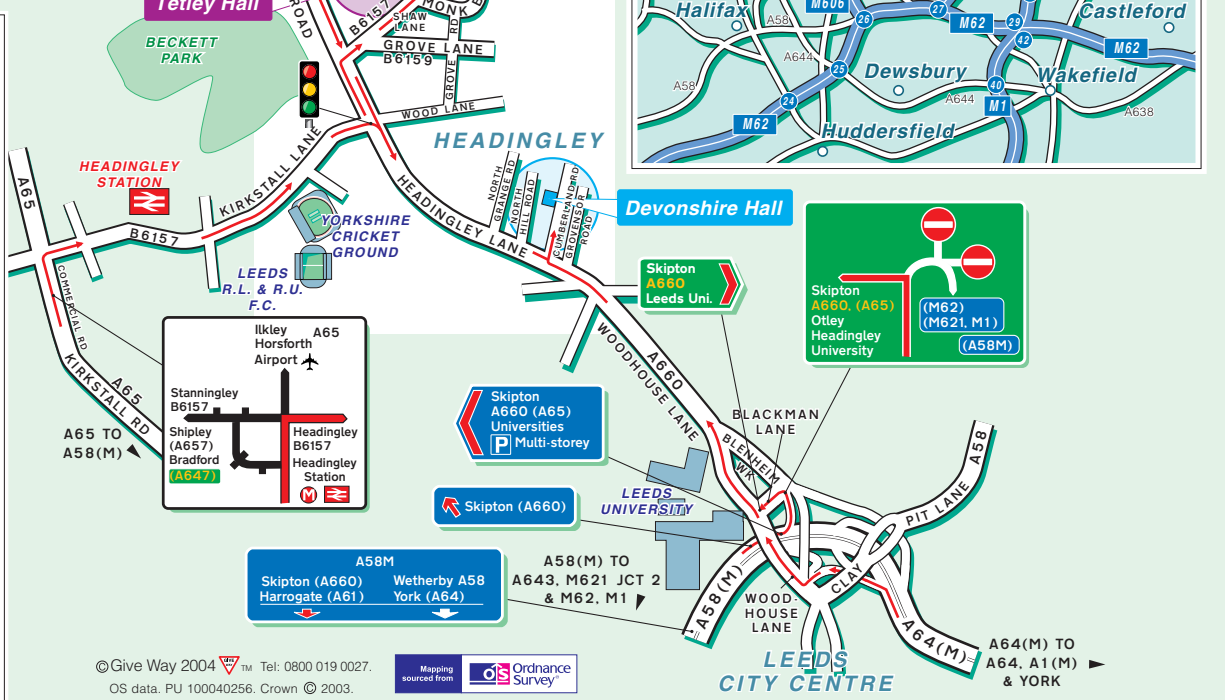 Tetley Hall
ROAD
B6157
SHAW
LANE
MONK
RD
GROVE LANE
B6159
GROVE
WOOD LANE
BECKETT
PARK
HEADINGLEY
HEADINGLEY
STATION
A65
KIRKSTALL LANE
B6157
YORKSHIRE
CRICKET
GROUND
LEEDS
R.L. & R.U.
F.C.
HEADINGLEY LANE
NORTH
GRANGE RD
NORTH
HILL ROAD
CUMBERLAND RD
GROVENSOR
ROAD
Devonshire Hall
Halifax
M606
A58
26
27
M62
29
42
Castleford
M62
A644
25
A58
Dewsbury
40
Wakefield
A644
M1
A638
24
M62
Huddersfield
COMMERCIAL RD
A65
KIRKSTALL RD
A65 TO
A58(M)
Ilkley
Horsforth
Airport
A65
Stanningley
B6157
Shipley
(A657)
Bradford
(A647)
Headingley
B6157
Headingley
Station
M
Skipton
A660
Leeds Uni.
Skipton
A660, (A65)
Otley
Headingley
University
(M62)
(M621, M1)
(A58M)
A660
WOODHOUSE LANE
Skipton
A660 (A65)
Universities
P Multi-storey
BLACKMAN
LANE
BLENHEIM
WK
LEEDS
UNIVERSITY
Skipton (A660)
A58
PIT LANE
CLAY
A58M
Skipton (A660)
Harrogate (A61)
Wetherby A58
York (A64)
A58(M) TO
A643, M621 JCT 2
& M62, M1
A58(M)
WOOD-
HOUSE
LANE
A64(M)
A64(M) TO
A64, A1(M)
& YORK
LEEDS
CITY CENTRE
© Give Way 2004 GIVE WAY TM Tel: 0800 019 0027.
OS data. PU 100040256. Crown © 2003.
Mapping
sourced from
OS Ordnance
Survey®